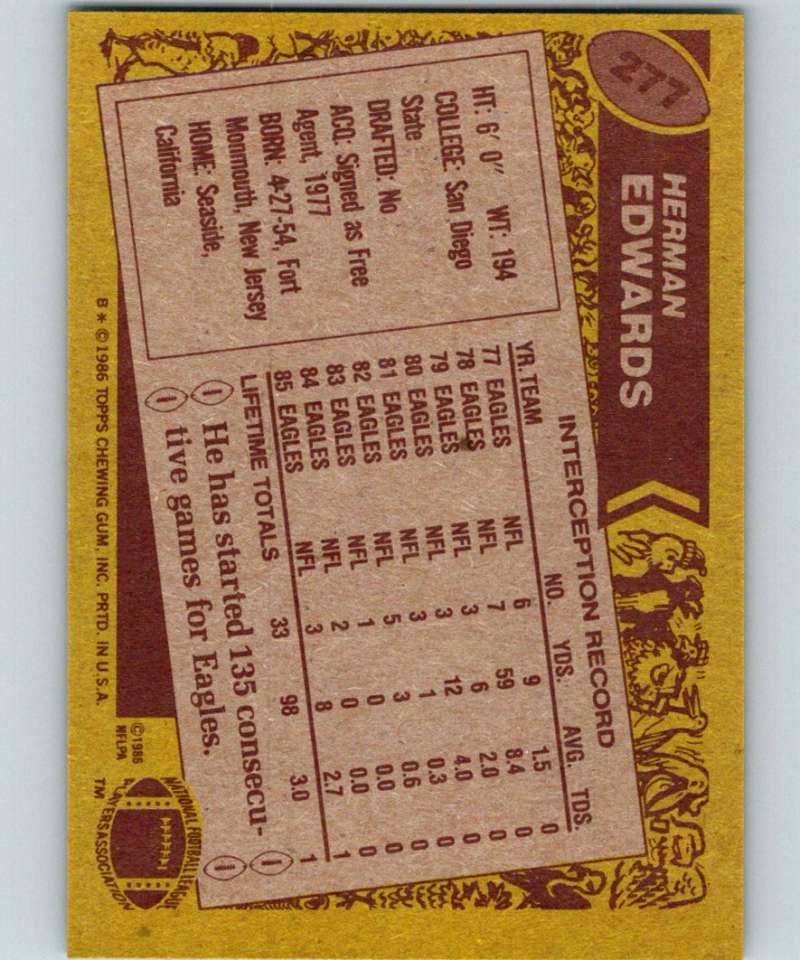 277
HERMAN
EDWARDS
HT: 6'0" WT: 194
COLLEGE: San Diego
State
DRAFTED: No
ACQ: Signed as Free
Agent, 1977
BORN: 4-27-54, Fort
Monmouth, New Jersey
HOME: Seaside,
California
INTERCEPTION RECORD
YR. TEAM NO. YDS. AVG. TDS.
77 EAGLES NFL 6 9 1.5 0
78 EAGLES NFL 7 59 8.4 0
79 EAGLES NFL 3 6 2.0 0
80 EAGLES NFL 3 12 4.0 0
81 EAGLES NFL 3 1 0.3 0
82 EAGLES NFL 5 3 0.6 0
83 EAGLES NFL 1 0 0.0 0
84 EAGLES NFL 2 0 0.0 0
85 EAGLES NFL 3 8 2.7 1
LIFETIME TOTALS 33 98 3.0 1
He has started 135 consecu-
tive games for Eagles.
B * © 1986 TOPPS CHEWING GUM, INC. PRTD. IN U.S.A.
© 1986
NFLPA
NATIONAL FOOTBALL LEAGUE
PLAYERS ASSOCIATION
TM